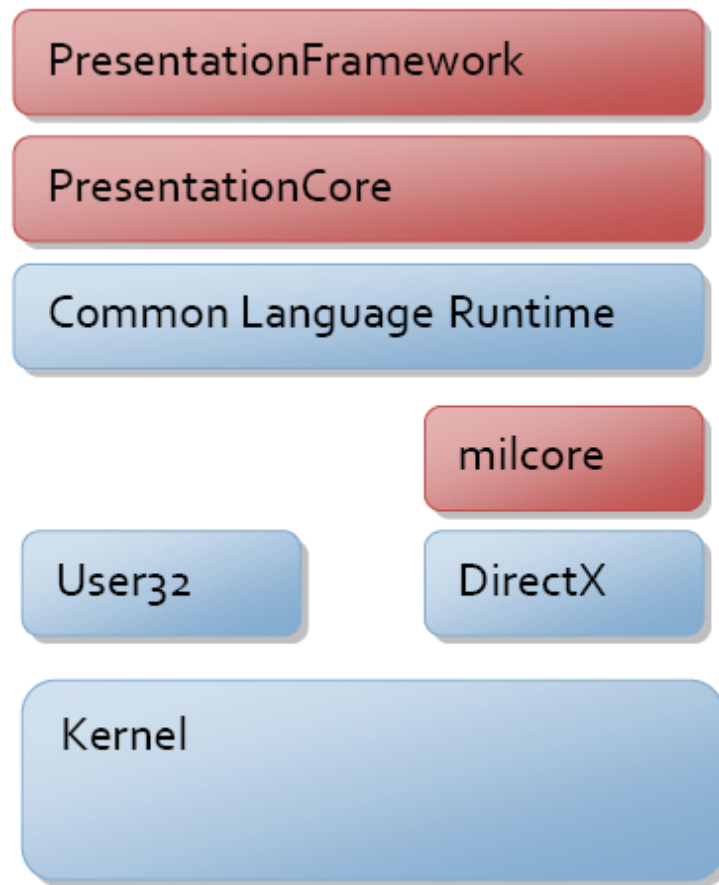 PresentationFramework
PresentationCore
Common Language Runtime
milcore
User32
DirectX
Kernel